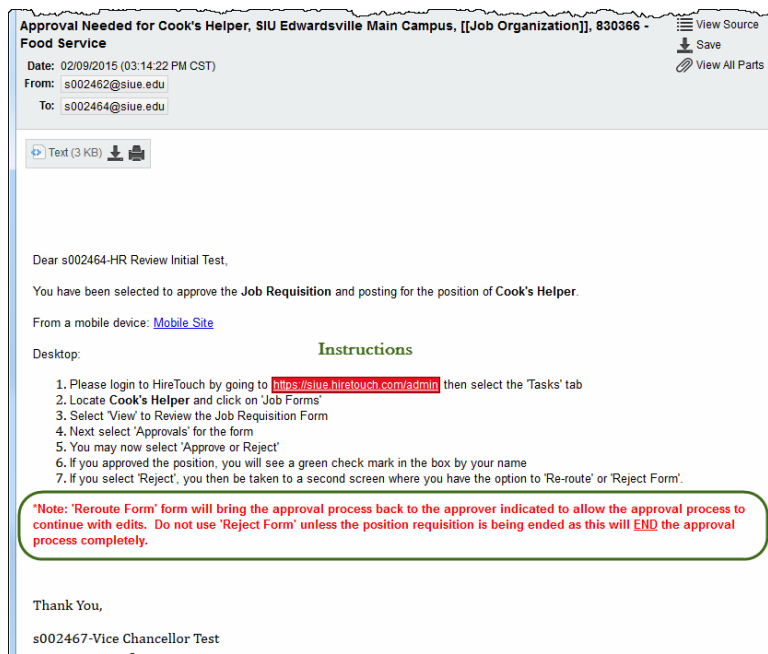 Approval Needed for Cook's Helper, SIU Edwardsville Main Campus, [[Job Organization]], 830366 -
Food Service
View Source
Save
View All Parts
Date: 02/09/2015 (03:14:22 PM CST)
From: s002462@siue.edu
To: s002464@siue.edu
Text (3 KB)
Dear s002464-HR Review Initial Test,
You have been selected to approve the Job Requisition and posting for the position of Cook's Helper.
From a mobile device: Mobile Site
Instructions
Desktop:
1. Please login to HireTouch by going to https://siue.hiretouch.com/admin then select the 'Tasks' tab
2. Locate Cook's Helper and click on 'Job Forms'
3. Select 'View' to Review the Job Requisition Form
4. Next select 'Approvals' for the form
5. You may now select 'Approve or Reject'
6. If you approved the position, you will see a green check mark in the box by your name
7. If you select 'Reject', you then be taken to a second screen where you have the option to 'Re-route' or 'Reject Form'.
*Note: 'Reroute Form' form will bring the approval process back to the approver indicated to allow the approval process to
continue with edits. Do not use 'Reject Form' unless the position requisition is being ended as this will END the approval
process completely.
Thank You,
s002467-Vice Chancellor Test